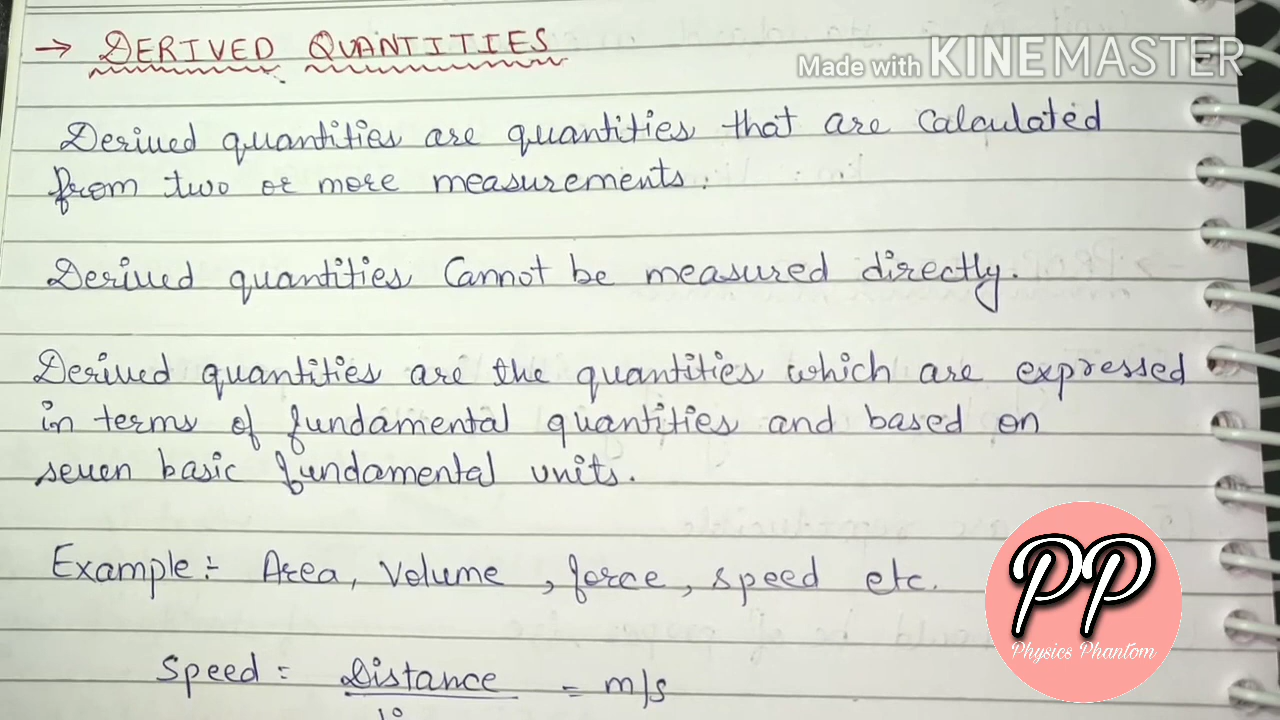 → DERIVED QUANTITIES
Made with KINEMASTER
Derived quantities are quantities that are calculated
from two or more measurements.
Derived quantities cannot be measured directly.
Derived quantities are the quantities which are expressed
in terms of fundamental quantities and based on
seven basic fundamental units.
Example:- Area, Volume, force, speed etc.
PP
Physics Phantom
Speed = Distance = m/s